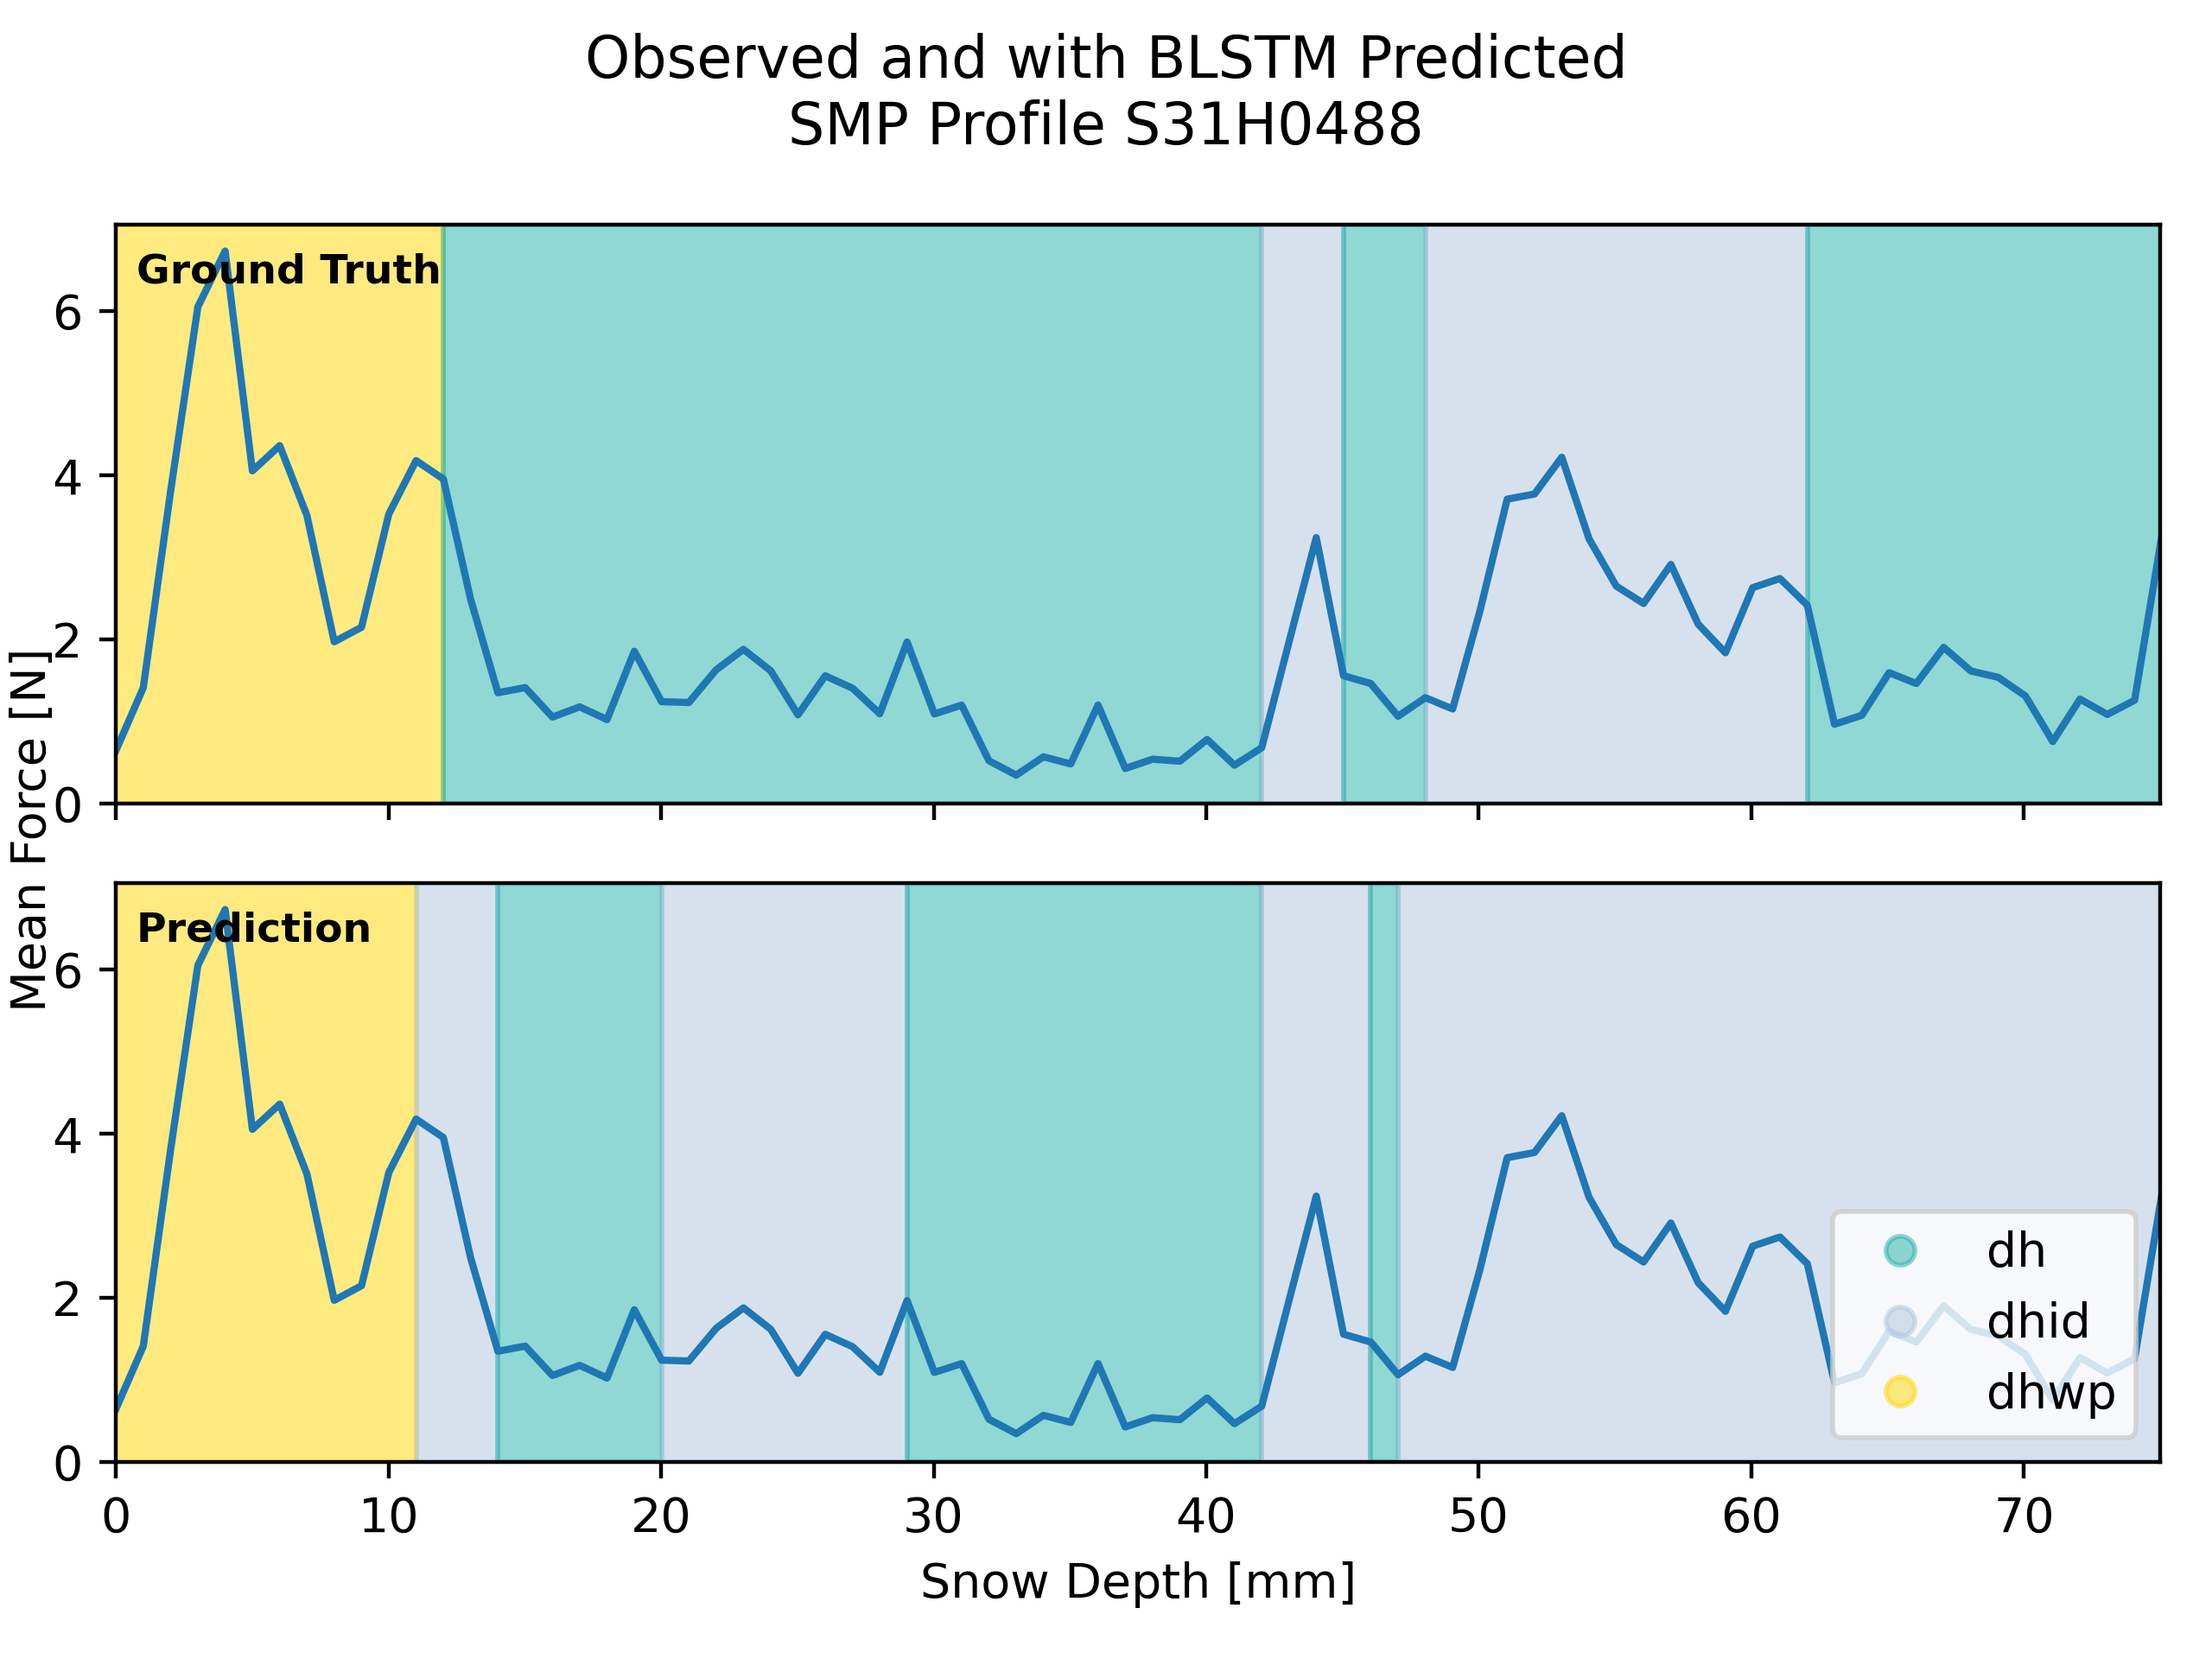 Observed and with BLSTM Predicted
SMP Profile S31H0488
Ground Truth
6
4
2
0
Mean Force [N]
Prediction
6
4
2
0
dh
dhid
dhwp
0 10 20 30 40 50 60 70
Snow Depth [mm]